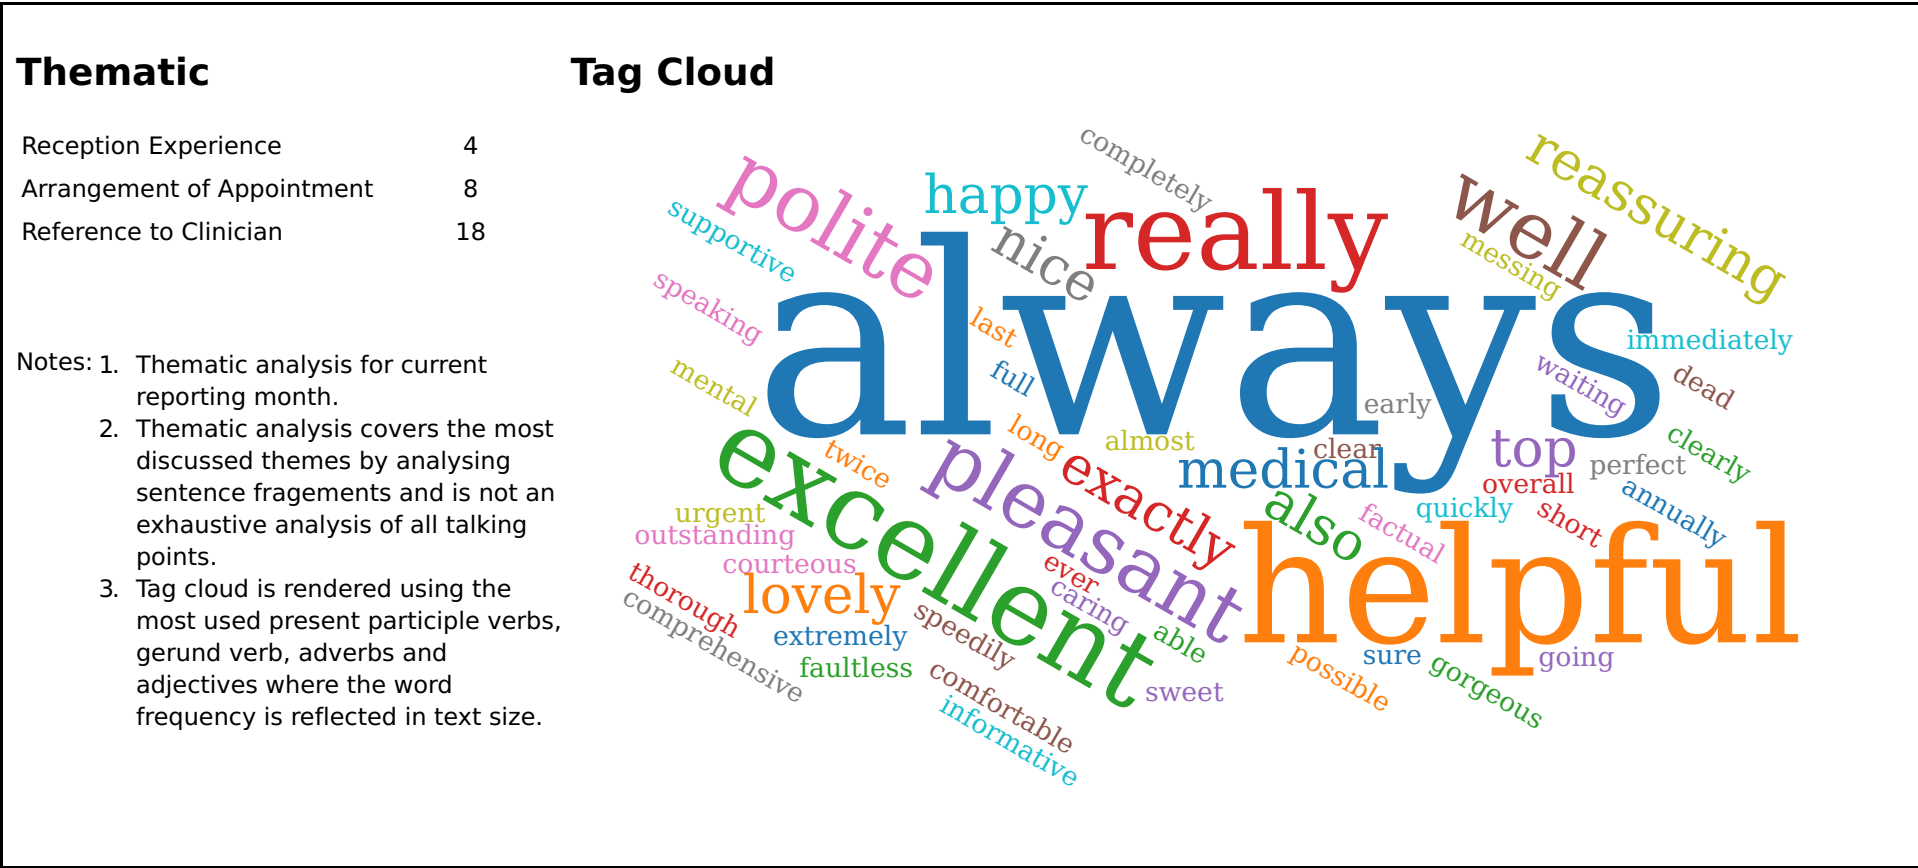 Thematic
Reception Experience 4
Arrangement of Appointment 8
Reference to Clinician 18
Notes: 1. Thematic analysis for current
reporting month.
2. Thematic analysis covers the most
discussed themes by analysing
sentence fragements and is not an
exhaustive analysis of all talking
points.
3. Tag cloud is rendered using the
most used present participle verbs,
gerund verb, adverbs and
adjectives where the word
frequency is reflected in text size.
Tag Cloud
completely
reassuring
polite
happy
really
well
supportive
nice
messing
speaking
always
last
immediately
mental
full
waiting
dead
early
excellent
twice
long
almost
clear
top
clearly
pleasant
exactly
medical
perfect
overall
annually
urgent
also
factual
quickly
short
outstanding
courteous
helpful
thorough
lovely
ever
caring
comprehensive
extremely
speedily
able
faultless
possible
sure
gorgeous
going
comfortable
sweet
informative